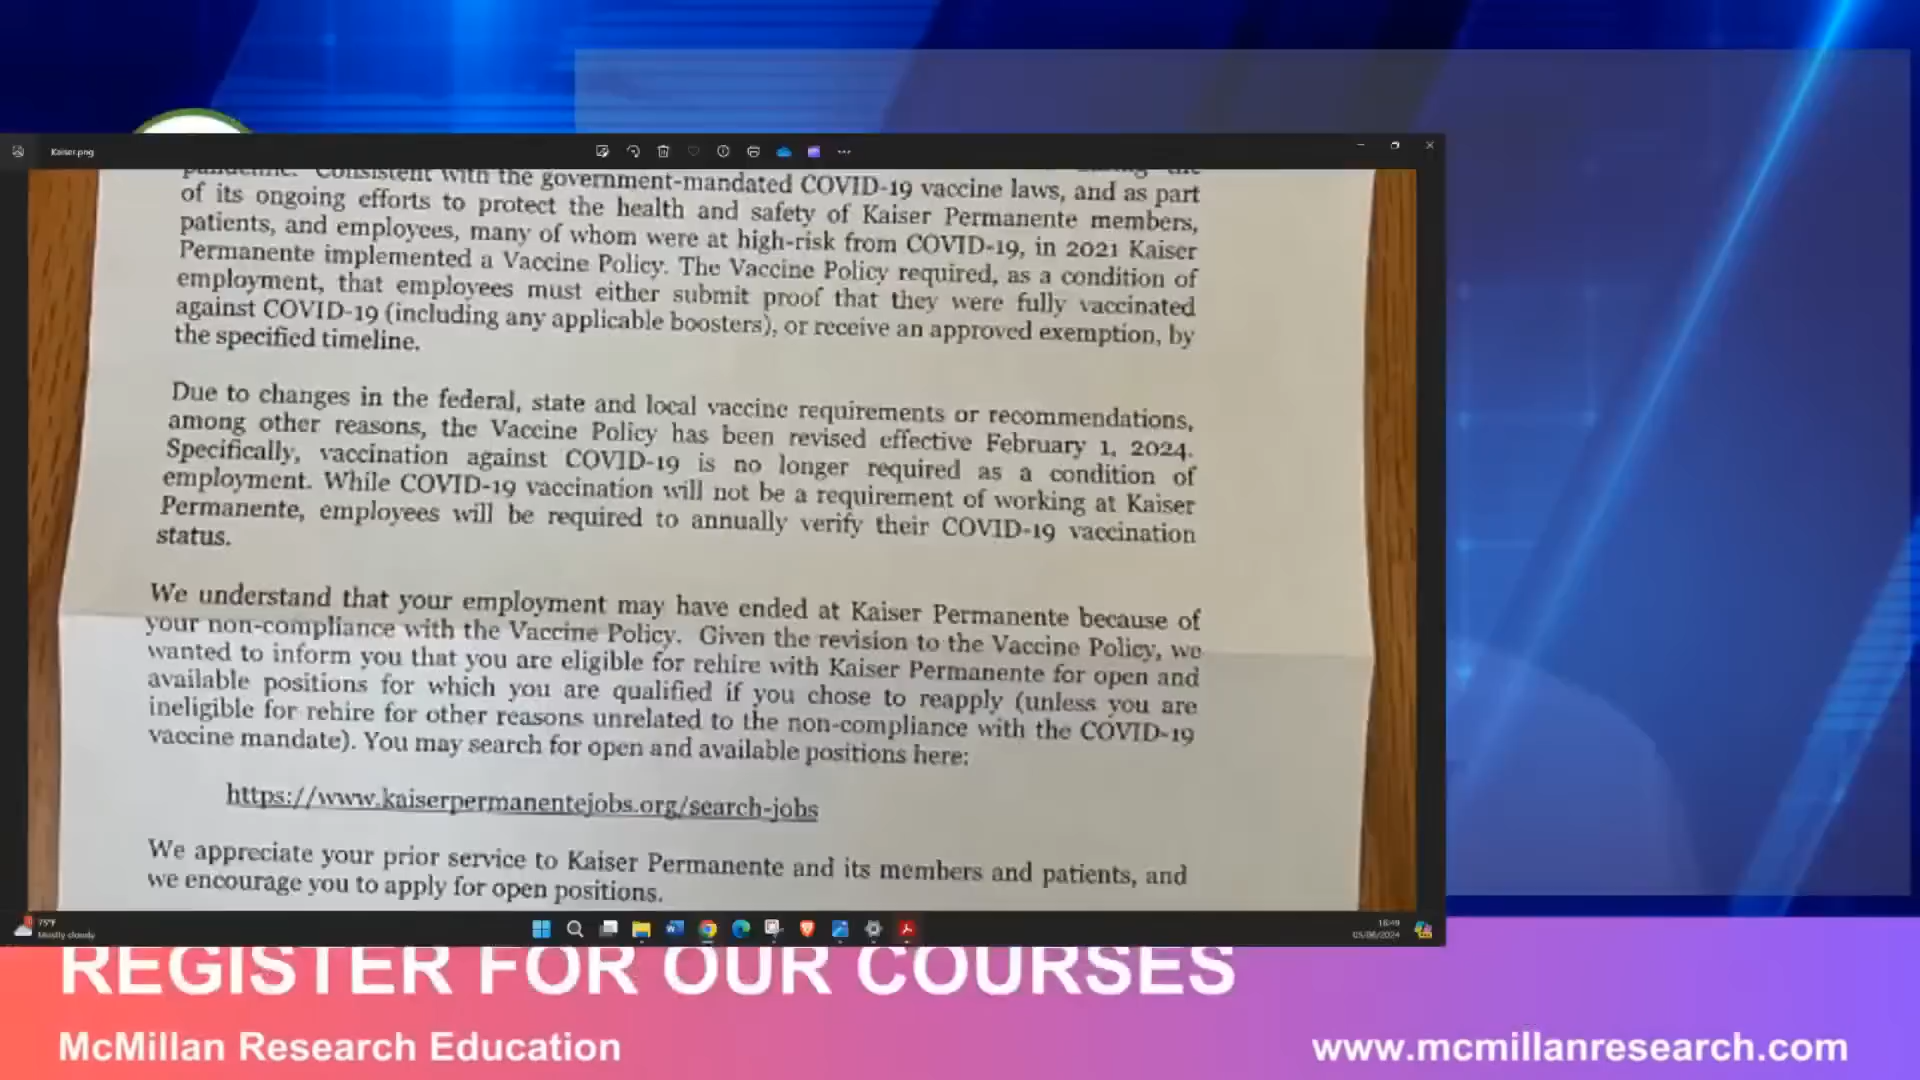 Kaiser.png
pandemic. Consistent with the government-mandated COVID-19 vaccine laws, and as part
of its ongoing efforts to protect the health and safety of Kaiser Permanente members,
patients, and employees, many of whom were at high-risk from COVID-19, in 2021 Kaiser
Permanente implemented a Vaccine Policy. The Vaccine Policy required, as a condition of
employment, that employees must either submit proof that they were fully vaccinated
against COVID-19 (including any applicable boosters), or receive an approved exemption, by
the specified timeline.
Due to changes in the federal, state and local vaccine requirements or recommendations,
among other reasons, the Vaccine Policy has been revised effective February 1, 2024.
Specifically, vaccination against COVID-19 is no longer required as a condition of
employment. While COVID-19 vaccination will not be a requirement of working at Kaiser
Permanente, employees will be required to annually verify their COVID-19 vaccination
status.
We understand that your employment may have ended at Kaiser Permanente because of
your non-compliance with the Vaccine Policy. Given the revision to the Vaccine Policy, we
wanted to inform you that you are eligible for rehire with Kaiser Permanente for open and
available positions for which you are qualified if you chose to reapply (unless you are
ineligible for rehire for other reasons unrelated to the non-compliance with the COVID-19
vaccine mandate). You may search for open and available positions here:
https://www.kaiserpermanentejobs.org/search-jobs
We appreciate your prior service to Kaiser Permanente and its members and patients, and
we encourage you to apply for open positions.
75°F
Mostly cloudy
16:49
05/06/2024
REGISTER FOR OUR COURSES
McMillan Research Education
www.mcmillanresearch.com